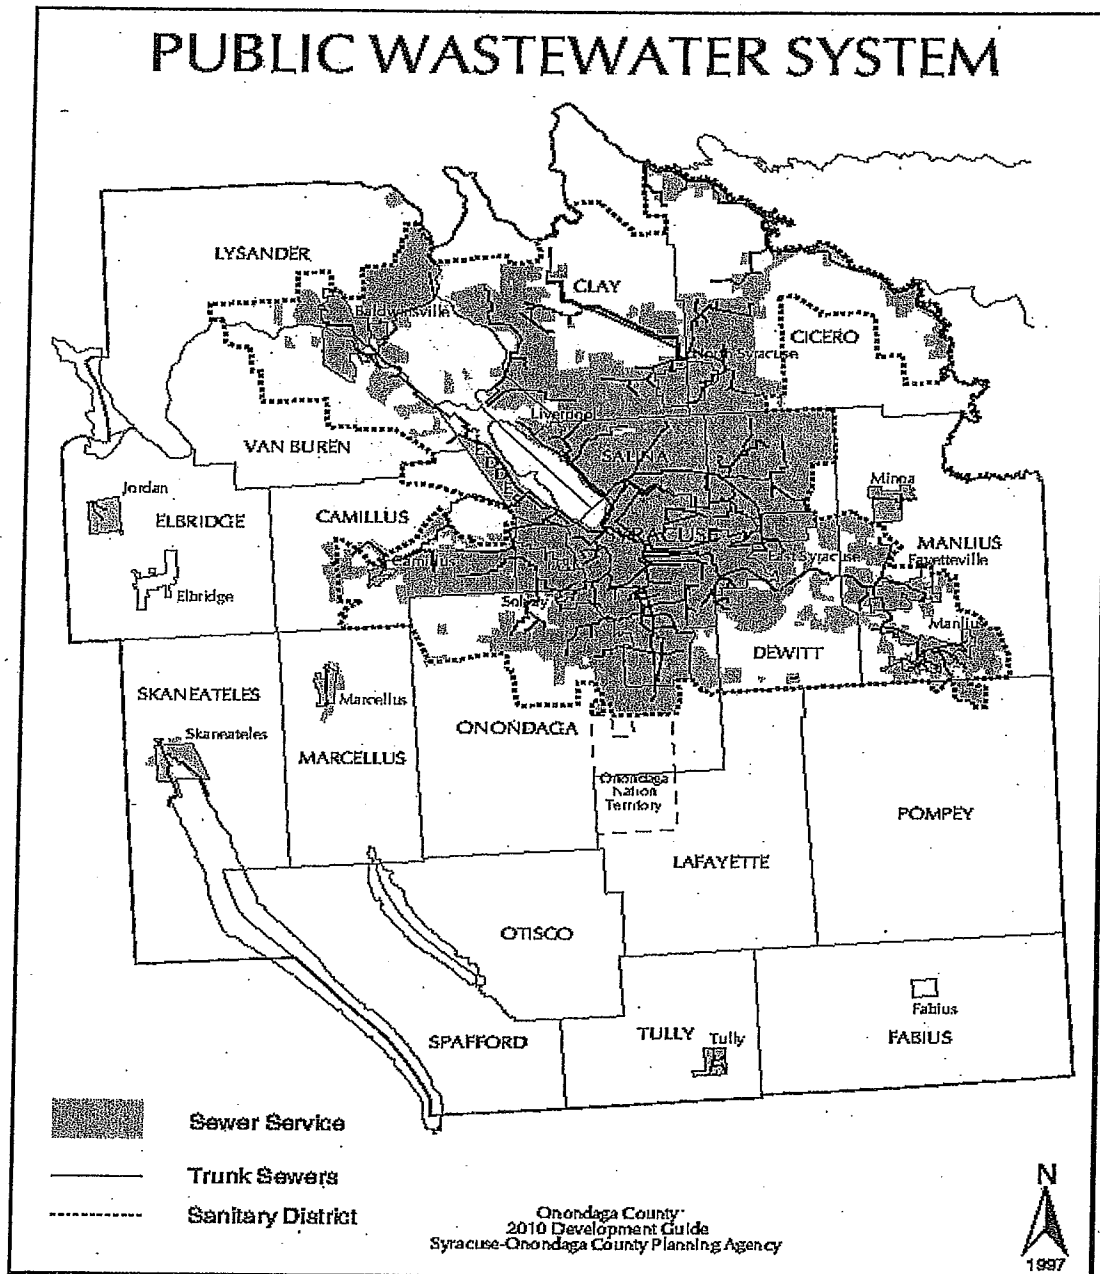 PUBLIC WASTEWATER SYSTEM
LYSANDER
CLAY
Baldwinsville
CICERO
North Syracuse
Liverpool
VAN BUREN
SALINA
Minoa
Jordan
ELBRIDGE
CAMILLUS
MANLIUS
East Syracuse
Fayetteville
Camillus
Elbridge
Solvay
Manlius
DEWITT
SKANEATELES
Marcellus
ONONDAGA
Skaneateles
MARCELLUS
Onondaga
Nation
Territory
POMPEY
LAFAYETTE
OTISCO
Fabius
SPAFFORD
TULLY
Tully
FABIUS
Sewer Service
Trunk Sewers
Sanitary District
Onondaga County
2010 Development Guide
Syracuse-Onondaga County Planning Agency
N
1997